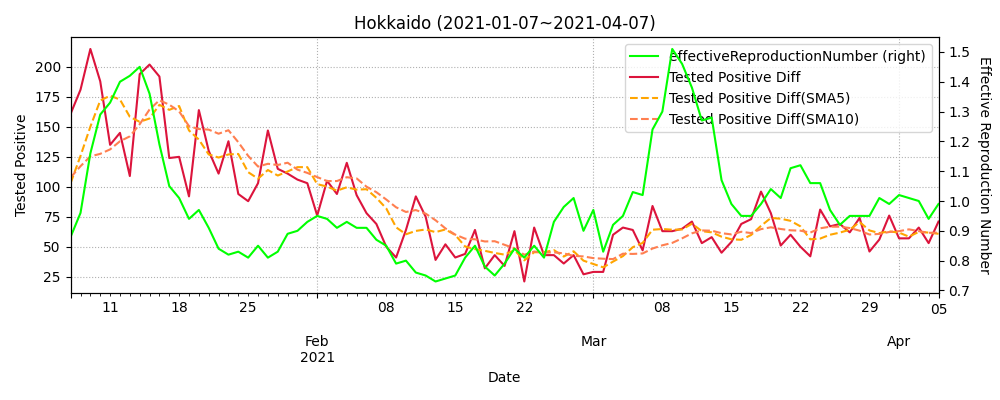 Hokkaido (2021-01-07~2021-04-07)
effectiveReproductionNumber (right)
Tested Positive Diff
Tested Positive Diff(SMA5)
Tested Positive Diff(SMA10)
Tested Positive
200
175
150
125
100
75
50
25
1.5
1.4
1.3
1.2
1.1
1.0
0.9
0.8
0.7
Effective Reproduction Number
11 18 25 08 15 22 08 15 22 29 05
Feb Mar Apr
2021
Date